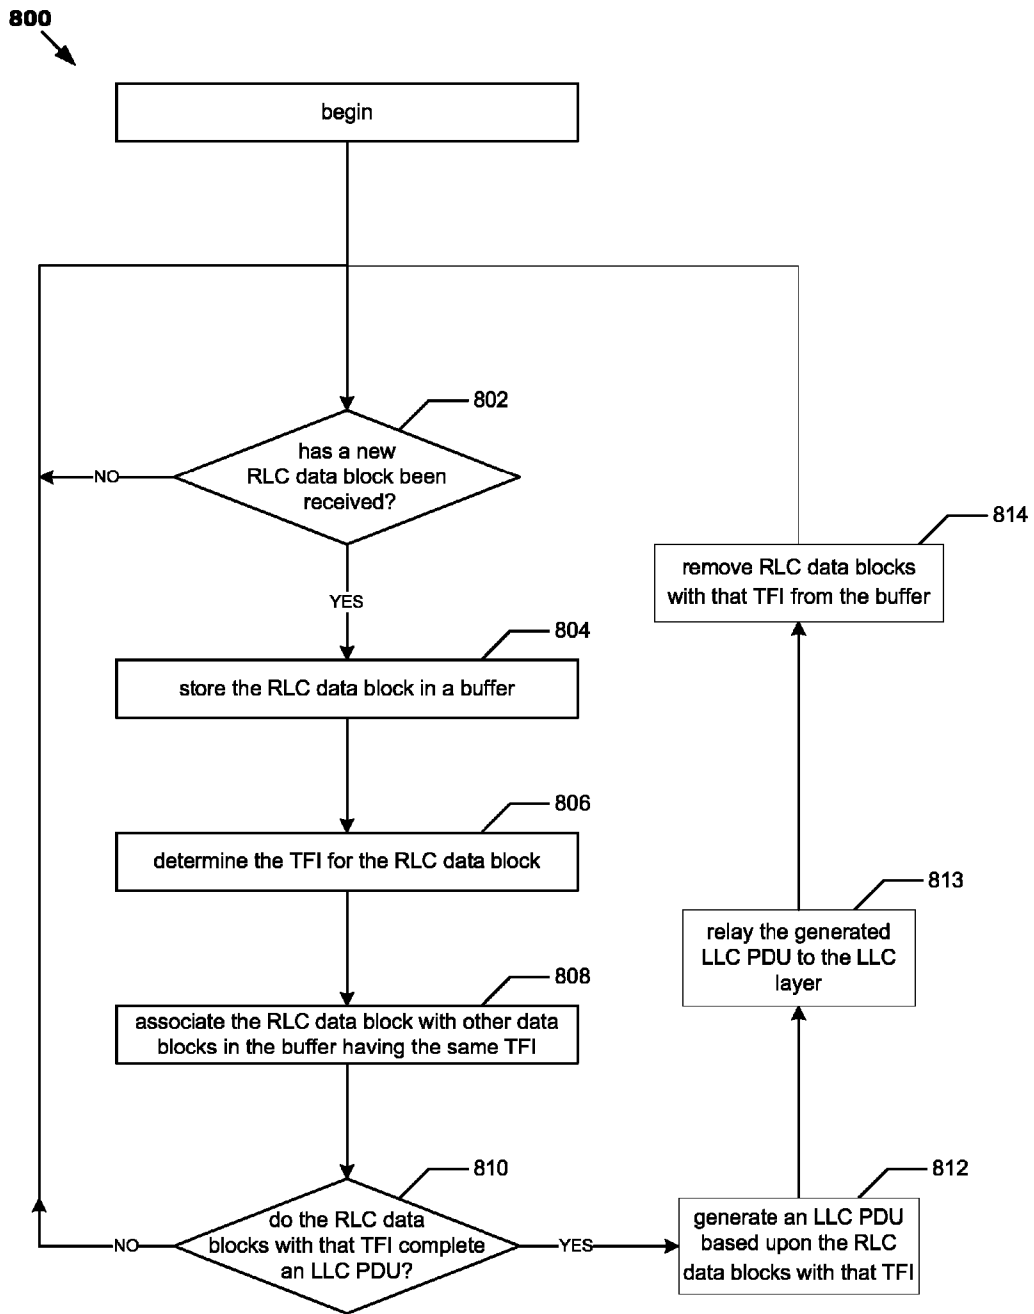 800
begin
802
has a new
RLC data block been
received?
NO
YES
804
store the RLC data block in a buffer
806
determine the TFI for the RLC data block
808
associate the RLC data block with other data
blocks in the buffer having the same TFI
810
do the RLC data
blocks with that TFI complete
an LLC PDU?
NO
YES
812
generate an LLC PDU
based upon the RLC
data blocks with that TFI
813
relay the generated
LLC PDU to the LLC
layer
814
remove RLC data blocks
with that TFI from the buffer